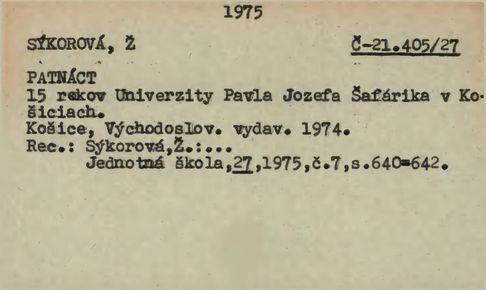 1975
SÝKOROVÁ, Ž
Č-21.405/27
PATNÁCT
15 rekov Univerzity Pavla Jozefa Šafárika v Ko-
šiciach.
Košice, Východoslov. vydav. 1974.
Rec.: Sýkorová,Ž.:...
Jednotná škola,27,1975,č.7,s.640=642.